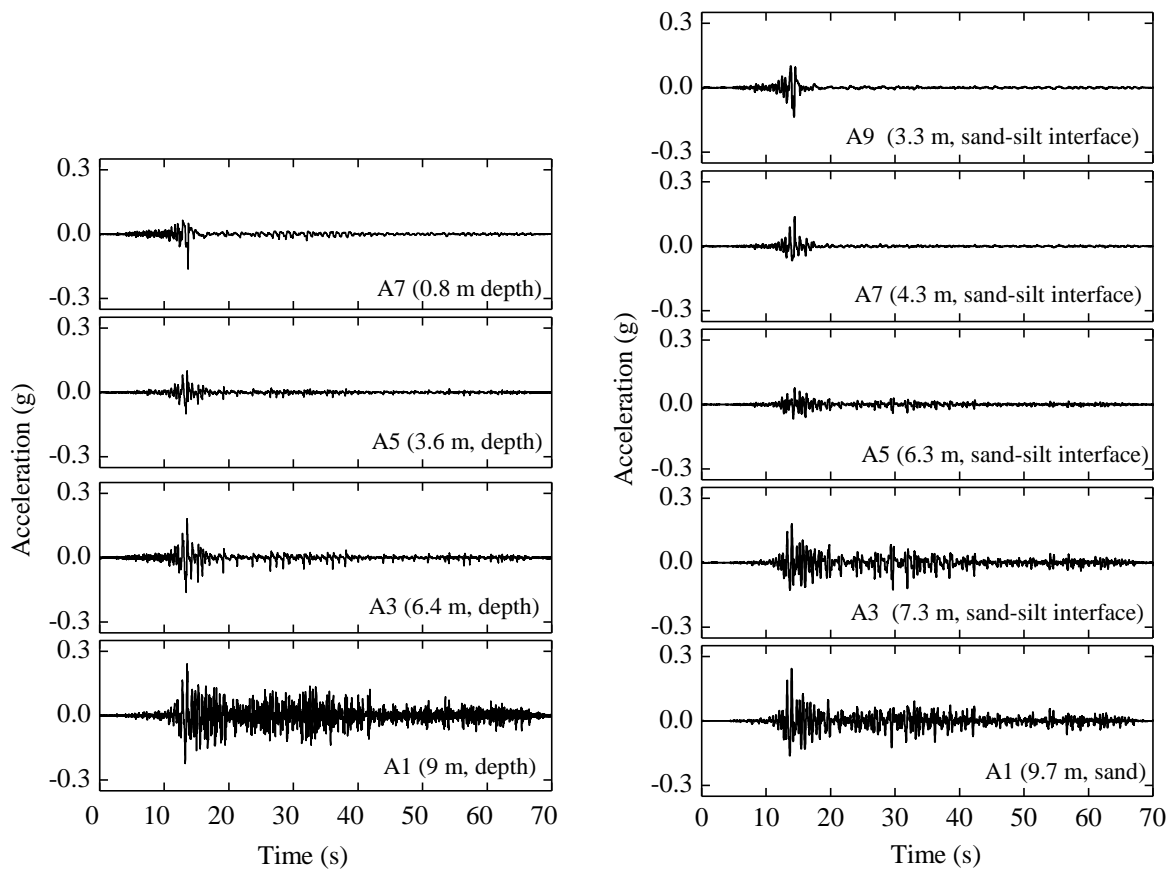 0.3
0.0
-0.3
A7 (0.8 m depth)
0.3
0.0
-0.3
A5 (3.6 m, depth)
0.3
0.0
-0.3
A3 (6.4 m, depth)
0.3
0.0
-0.3
A1 (9 m, depth)
0 10 20 30 40 50 60 70
Time (s)
Acceleration (g)
0.3
0.0
-0.3
A9 (3.3 m, sand-silt interface)
0.3
0.0
-0.3
A7 (4.3 m, sand-silt interface)
0.3
0.0
-0.3
A5 (6.3 m, sand-silt interface)
0.3
0.0
-0.3
A3 (7.3 m, sand-silt interface)
0.3
0.0
-0.3
A1 (9.7 m, sand)
0 10 20 30 40 50 60 70
Time (s)
Acceleration (g)